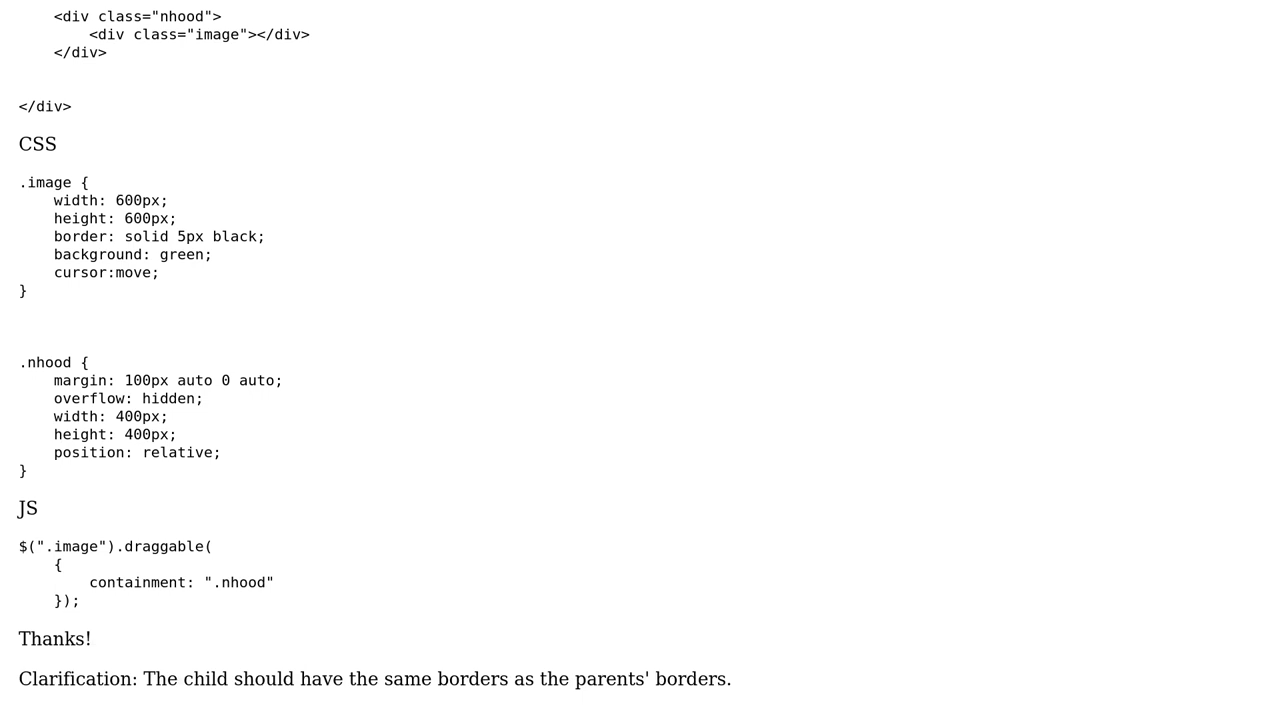 <div class="nhood">
<div class="image"></div>
</div>
</div>
CSS
.image {
width: 600px;
height: 600px;
border: solid 5px black;
background: green;
cursor:move;
}
.nhood {
margin: 100px auto 0 auto;
overflow: hidden;
width: 400px;
height: 400px;
position: relative;
}
JS
$(".image").draggable(
{
containment: ".nhood"
});
Thanks!
Clarification: The child should have the same borders as the parents' borders.